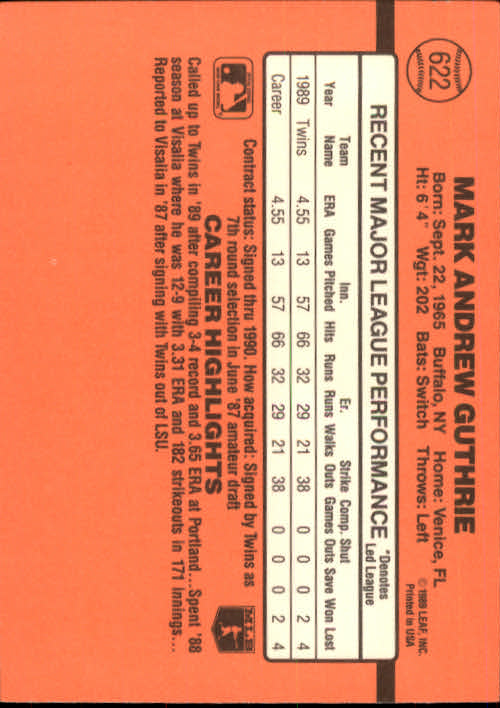 622
MARK ANDREW GUTHRIE
Born: Sept. 22, 1965 Buffalo, NY Home: Venice, FL
Ht: 6'4" Wgt: 202 Bats: Switch Throws: Left
© 1989 LEAF, INC.
Printed in USA
RECENT MAJOR LEAGUE PERFORMANCE *Denotes
Led League
Team Inn. Er. Strike Comp. Shut
Year Name ERA Games Pitched Hits Runs Runs Walks Outs Games Outs Save Won Lost
1989 Twins 4.55 13 57 66 32 29 21 38 0 0 0 2 4
Career 4.55 13 57 66 32 29 21 38 0 0 0 2 4
Contract status: Signed thru 1990. How acquired: Signed by Twins as
7th round selection in June '87 amateur draft
CAREER HIGHLIGHTS
MLB
Called up to Twins in '89 after compiling 3-4 record and 3.65 ERA at Portland...Spent '88
season at Visalia where he was 12-9 with 3.31 ERA and 182 strikeouts in 171 innings...
Reported to Visalia in '87 after signing with Twins out of LSU.